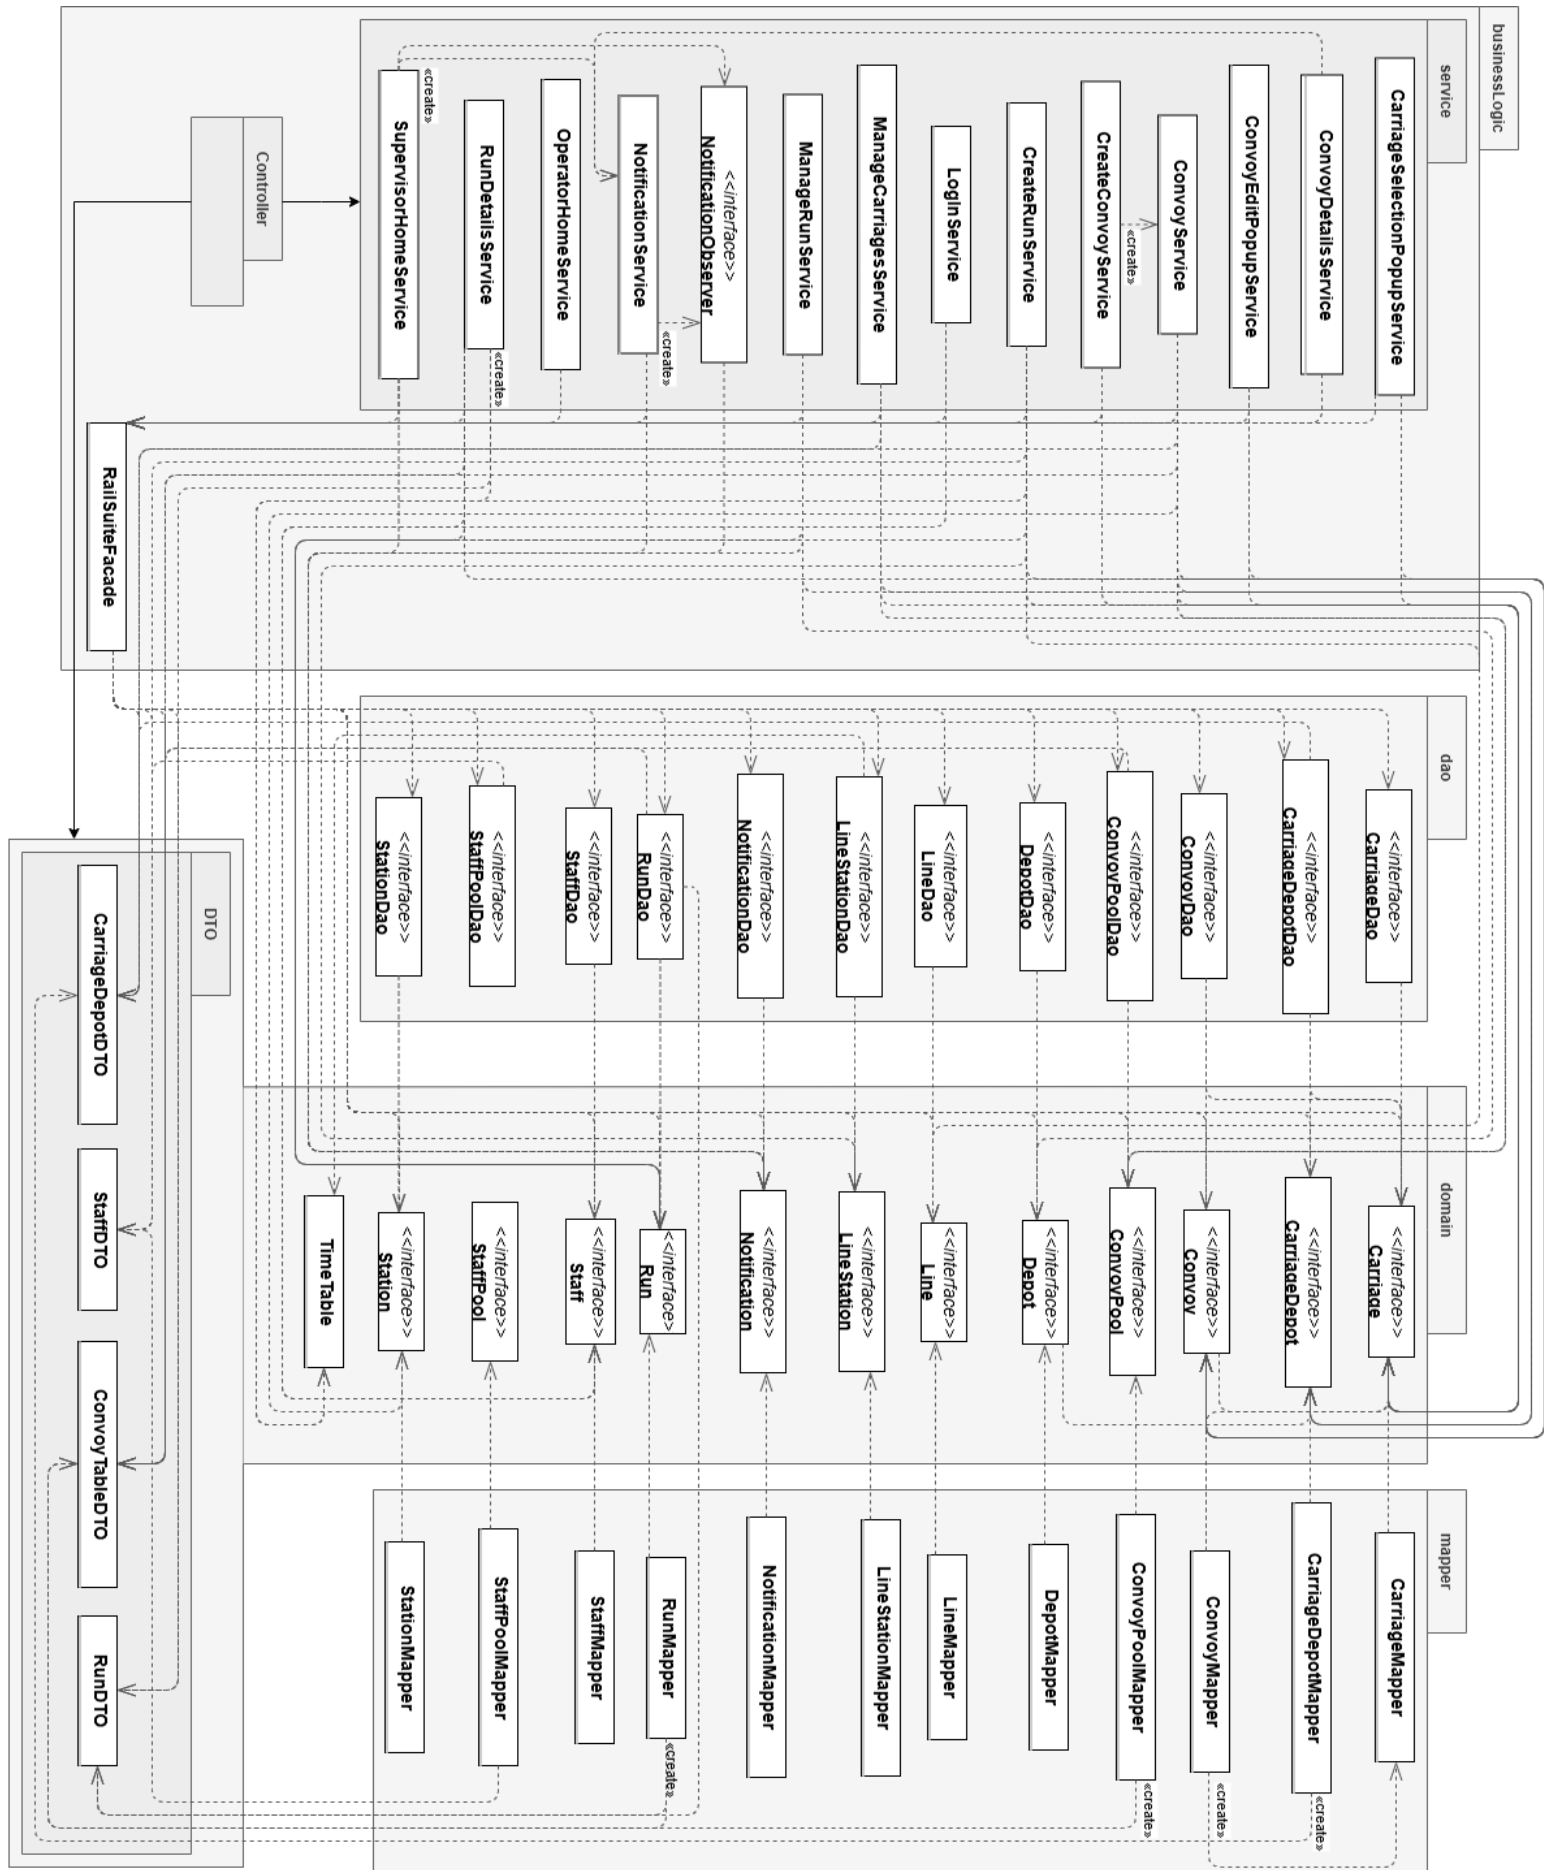 businessLogic
service
CarriageSelectionPopupService
ConvoyDetailsService
ConvoyEditPopupService
ConvoyService
«create»
CreateConvoyService
CreateRunService
LogInService
ManageCarriagesService
ManageRunService
<<interface>>
NotificationObserver
«create»
NotificationService
OperatorHomeService
RunDetailsService
«create»
SupervisorHomeService
«create»
Controller
RailSuiteFacade
dao
<<interface>>
CarriageDao
<<interface>>
CarriageDepotDao
<<interface>>
ConvoyDao
<<interface>>
ConvoyPoolDao
<<interface>>
DepotDao
<<interface>>
LineDao
<<interface>>
LineStationDao
<<interface>>
NotificationDao
<<interface>>
RunDao
<<interface>>
StaffDao
<<interface>>
StaffPoolDao
<<interface>>
StationDao
domain
<<interface>>
Carriage
<<interface>>
CarriageDepot
<<interface>>
Convoy
<<interface>>
ConvoyPool
<<interface>>
Depot
<<interface>>
Line
<<interface>>
LineStation
<<interface>>
Notification
<<interface>>
Run
<<interface>>
Staff
<<interface>>
StaffPool
<<interface>>
Station
TimeTable
mapper
CarriageMapper
CarriageDepotMapper
«create»
ConvoyMapper
«create»
ConvoyPoolMapper
«create»
DepotMapper
LineMapper
LineStationMapper
NotificationMapper
RunMapper
«create»
StaffMapper
StaffPoolMapper
StationMapper
DTO
CarriageDepotDTO
StaffDTO
ConvoyTableDTO
RunDTO